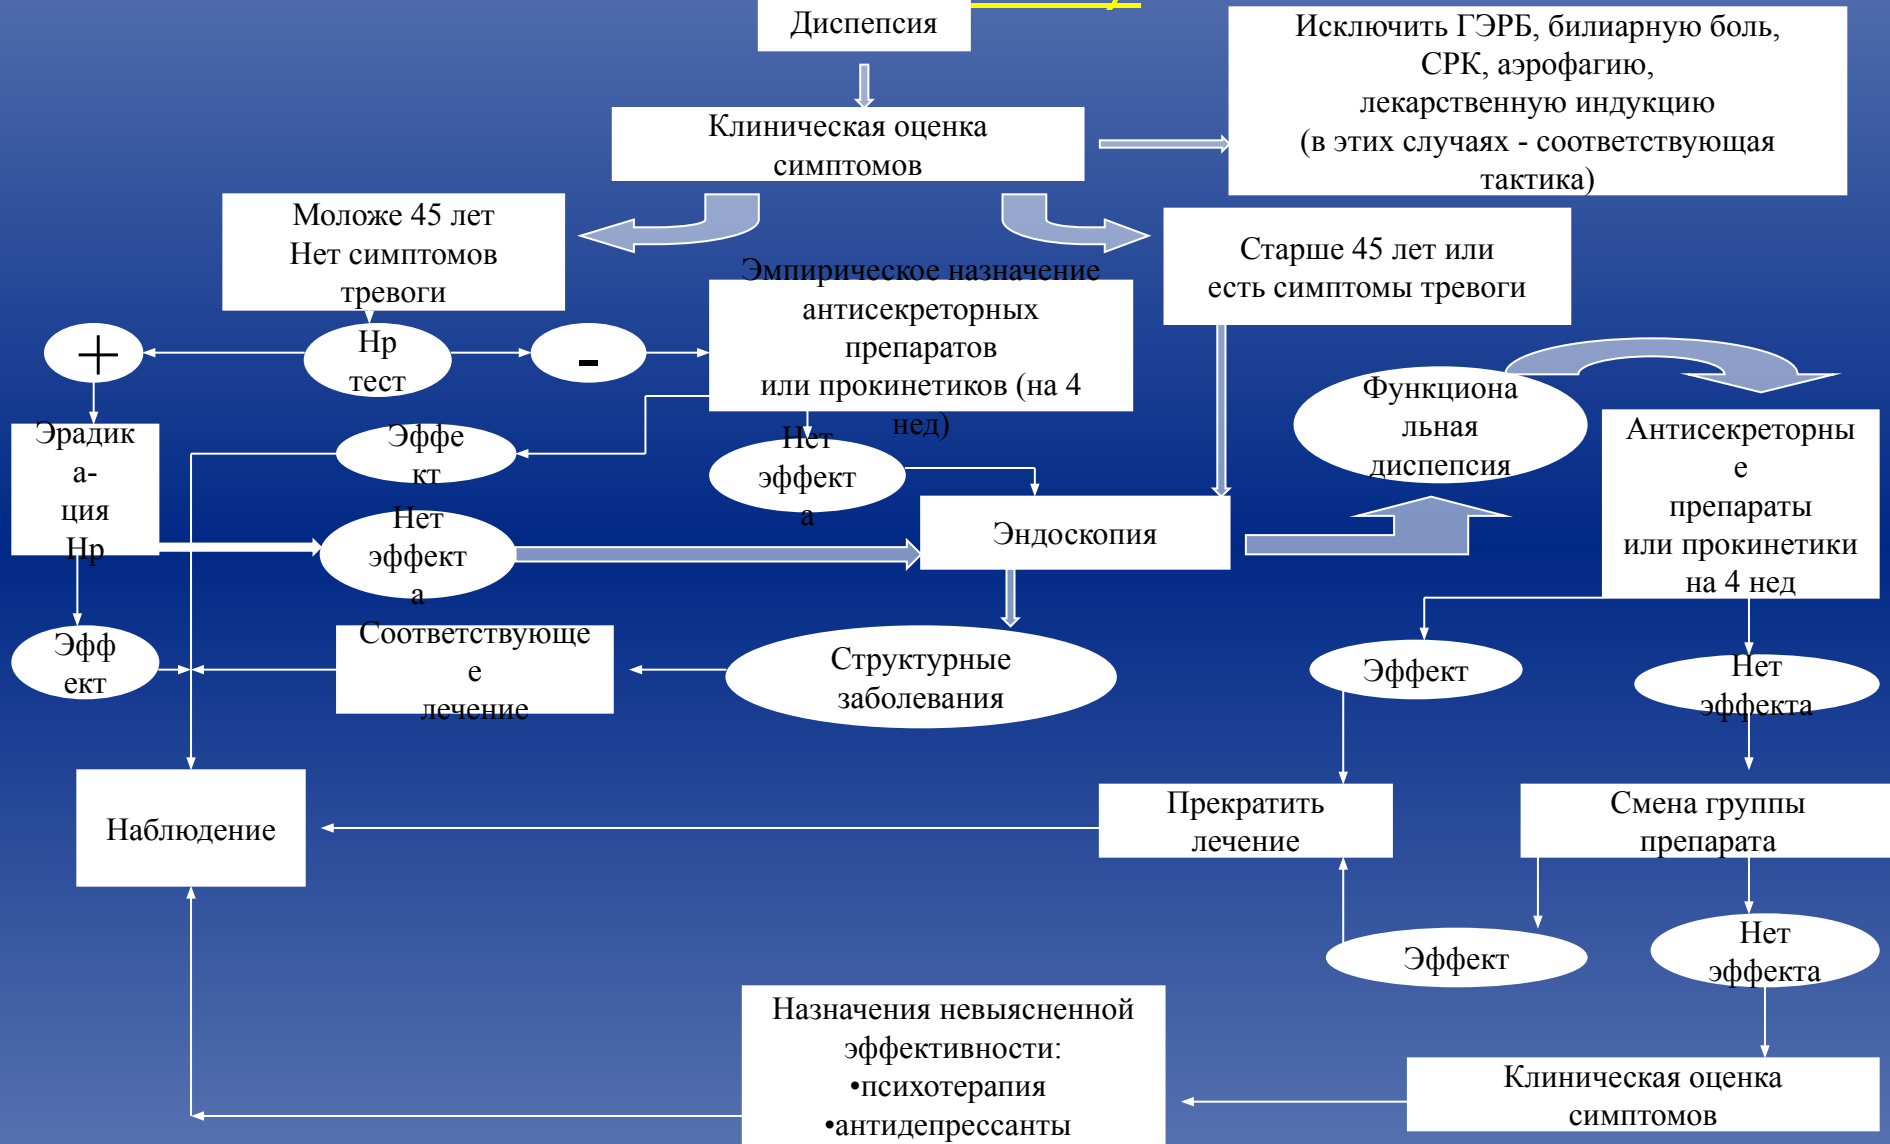 Диспепсия
Исключить ГЭРБ, билиарную боль,
СРК, аэрофагию,
лекарственную индукцию
(в этих случаях - соответствующая
тактика)
Клиническая оценка
симптомов
Моложе 45 лет
Нет симптомов
тревоги
Старше 45 лет или
есть симптомы тревоги
Эмпирическое назначение
антисекреторных
препаратов
или прокинетиков (на 4
нед)
+
Нр
тест
-
Функциона
льная
диспепсия
Эрадик
а-
ция
Нр
Эффе
кт
Нет
эффект
а
Антисекреторны
е
препараты
или прокинетики
на 4 нед
Нет
эффект
а
Эндоскопия
Эфф
ект
Соответствующе
е
лечение
Структурные
заболевания
Эффект
Нет
эффекта
Наблюдение
Прекратить
лечение
Смена группы
препарата
Эффект
Нет
эффекта
Назначения невыясненной
эффективности:
•психотерапия
•антидепрессанты
Клиническая оценка
симптомов